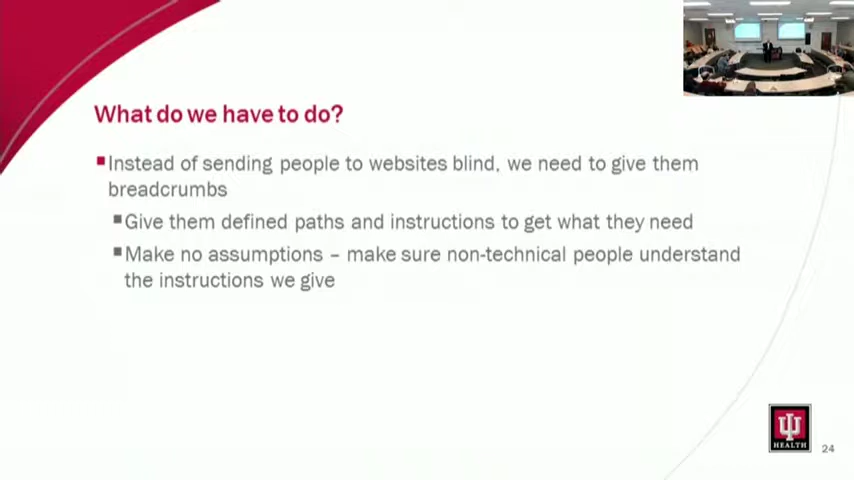 What do we have to do?
Instead of sending people to websites blind, we need to give them
breadcrumbs
Give them defined paths and instructions to get what they need
Make no assumptions – make sure non-technical people understand
the instructions we give
HEALTH
24